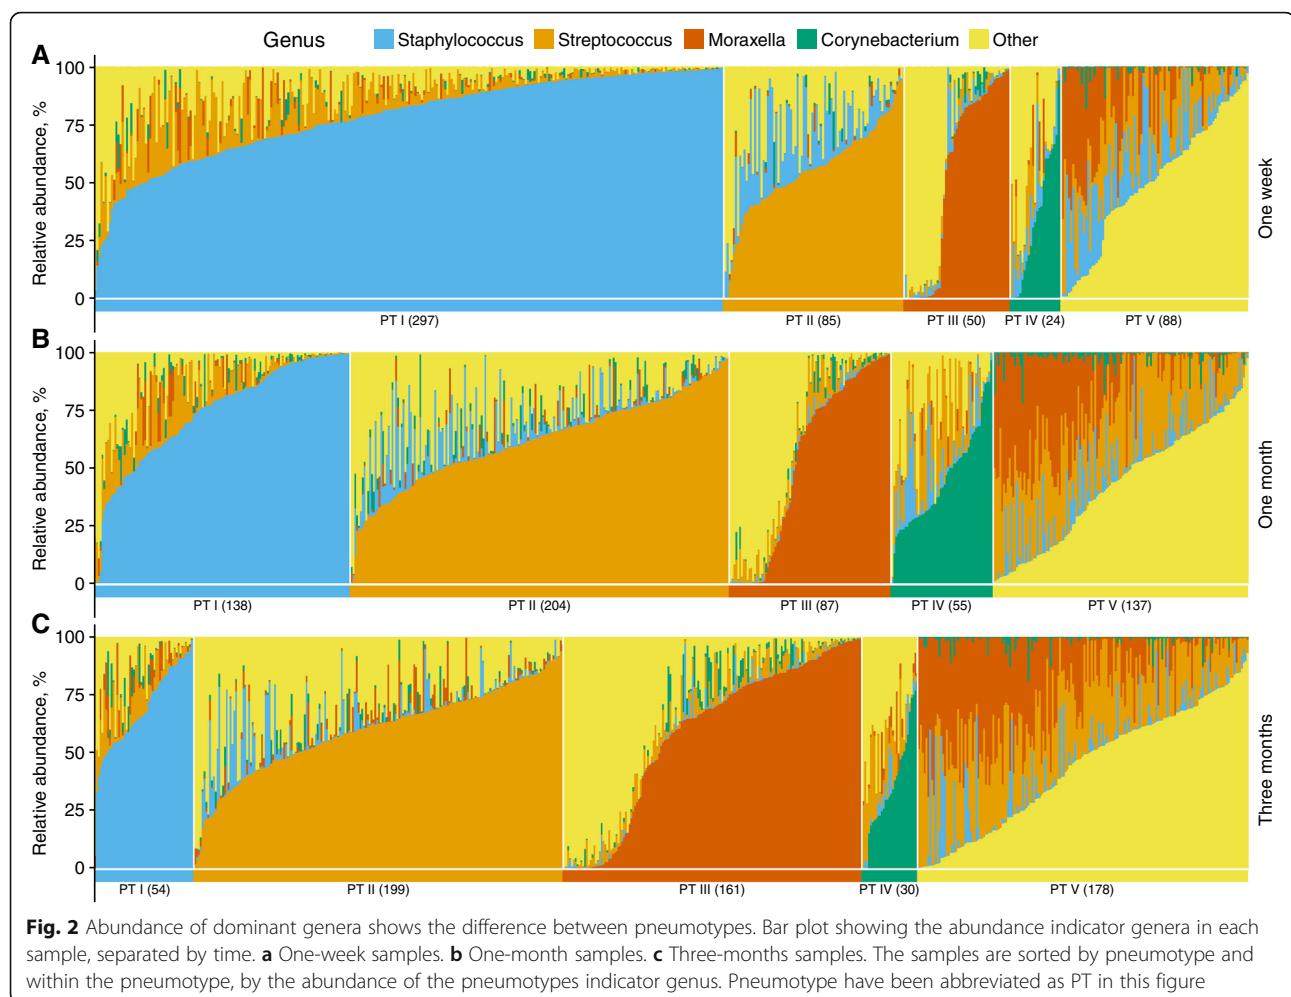 Genus Staphylococcus Streptococcus Moraxella Corynebacterium Other
A
Relative abundance, %
100
75
50
25
0
One week
PT I (297) PT II (85) PT III (50) PT IV (24) PT V (88)
B
Relative abundance, %
100
75
50
25
0
One month
PT I (138) PT II (204) PT III (87) PT IV (55) PT V (137)
C
Relative abundance, %
100
75
50
25
0
Three months
PT I (54) PT II (199) PT III (161) PT IV (30) PT V (178)
Fig. 2 Abundance of dominant genera shows the difference between pneumotypes. Bar plot showing the abundance indicator genera in each
sample, separated by time. a One-week samples. b One-month samples. c Three-months samples. The samples are sorted by pneumotype and
within the pneumotype, by the abundance of the pneumotypes indicator genus. Pneumotype have been abbreviated as PT in this figure